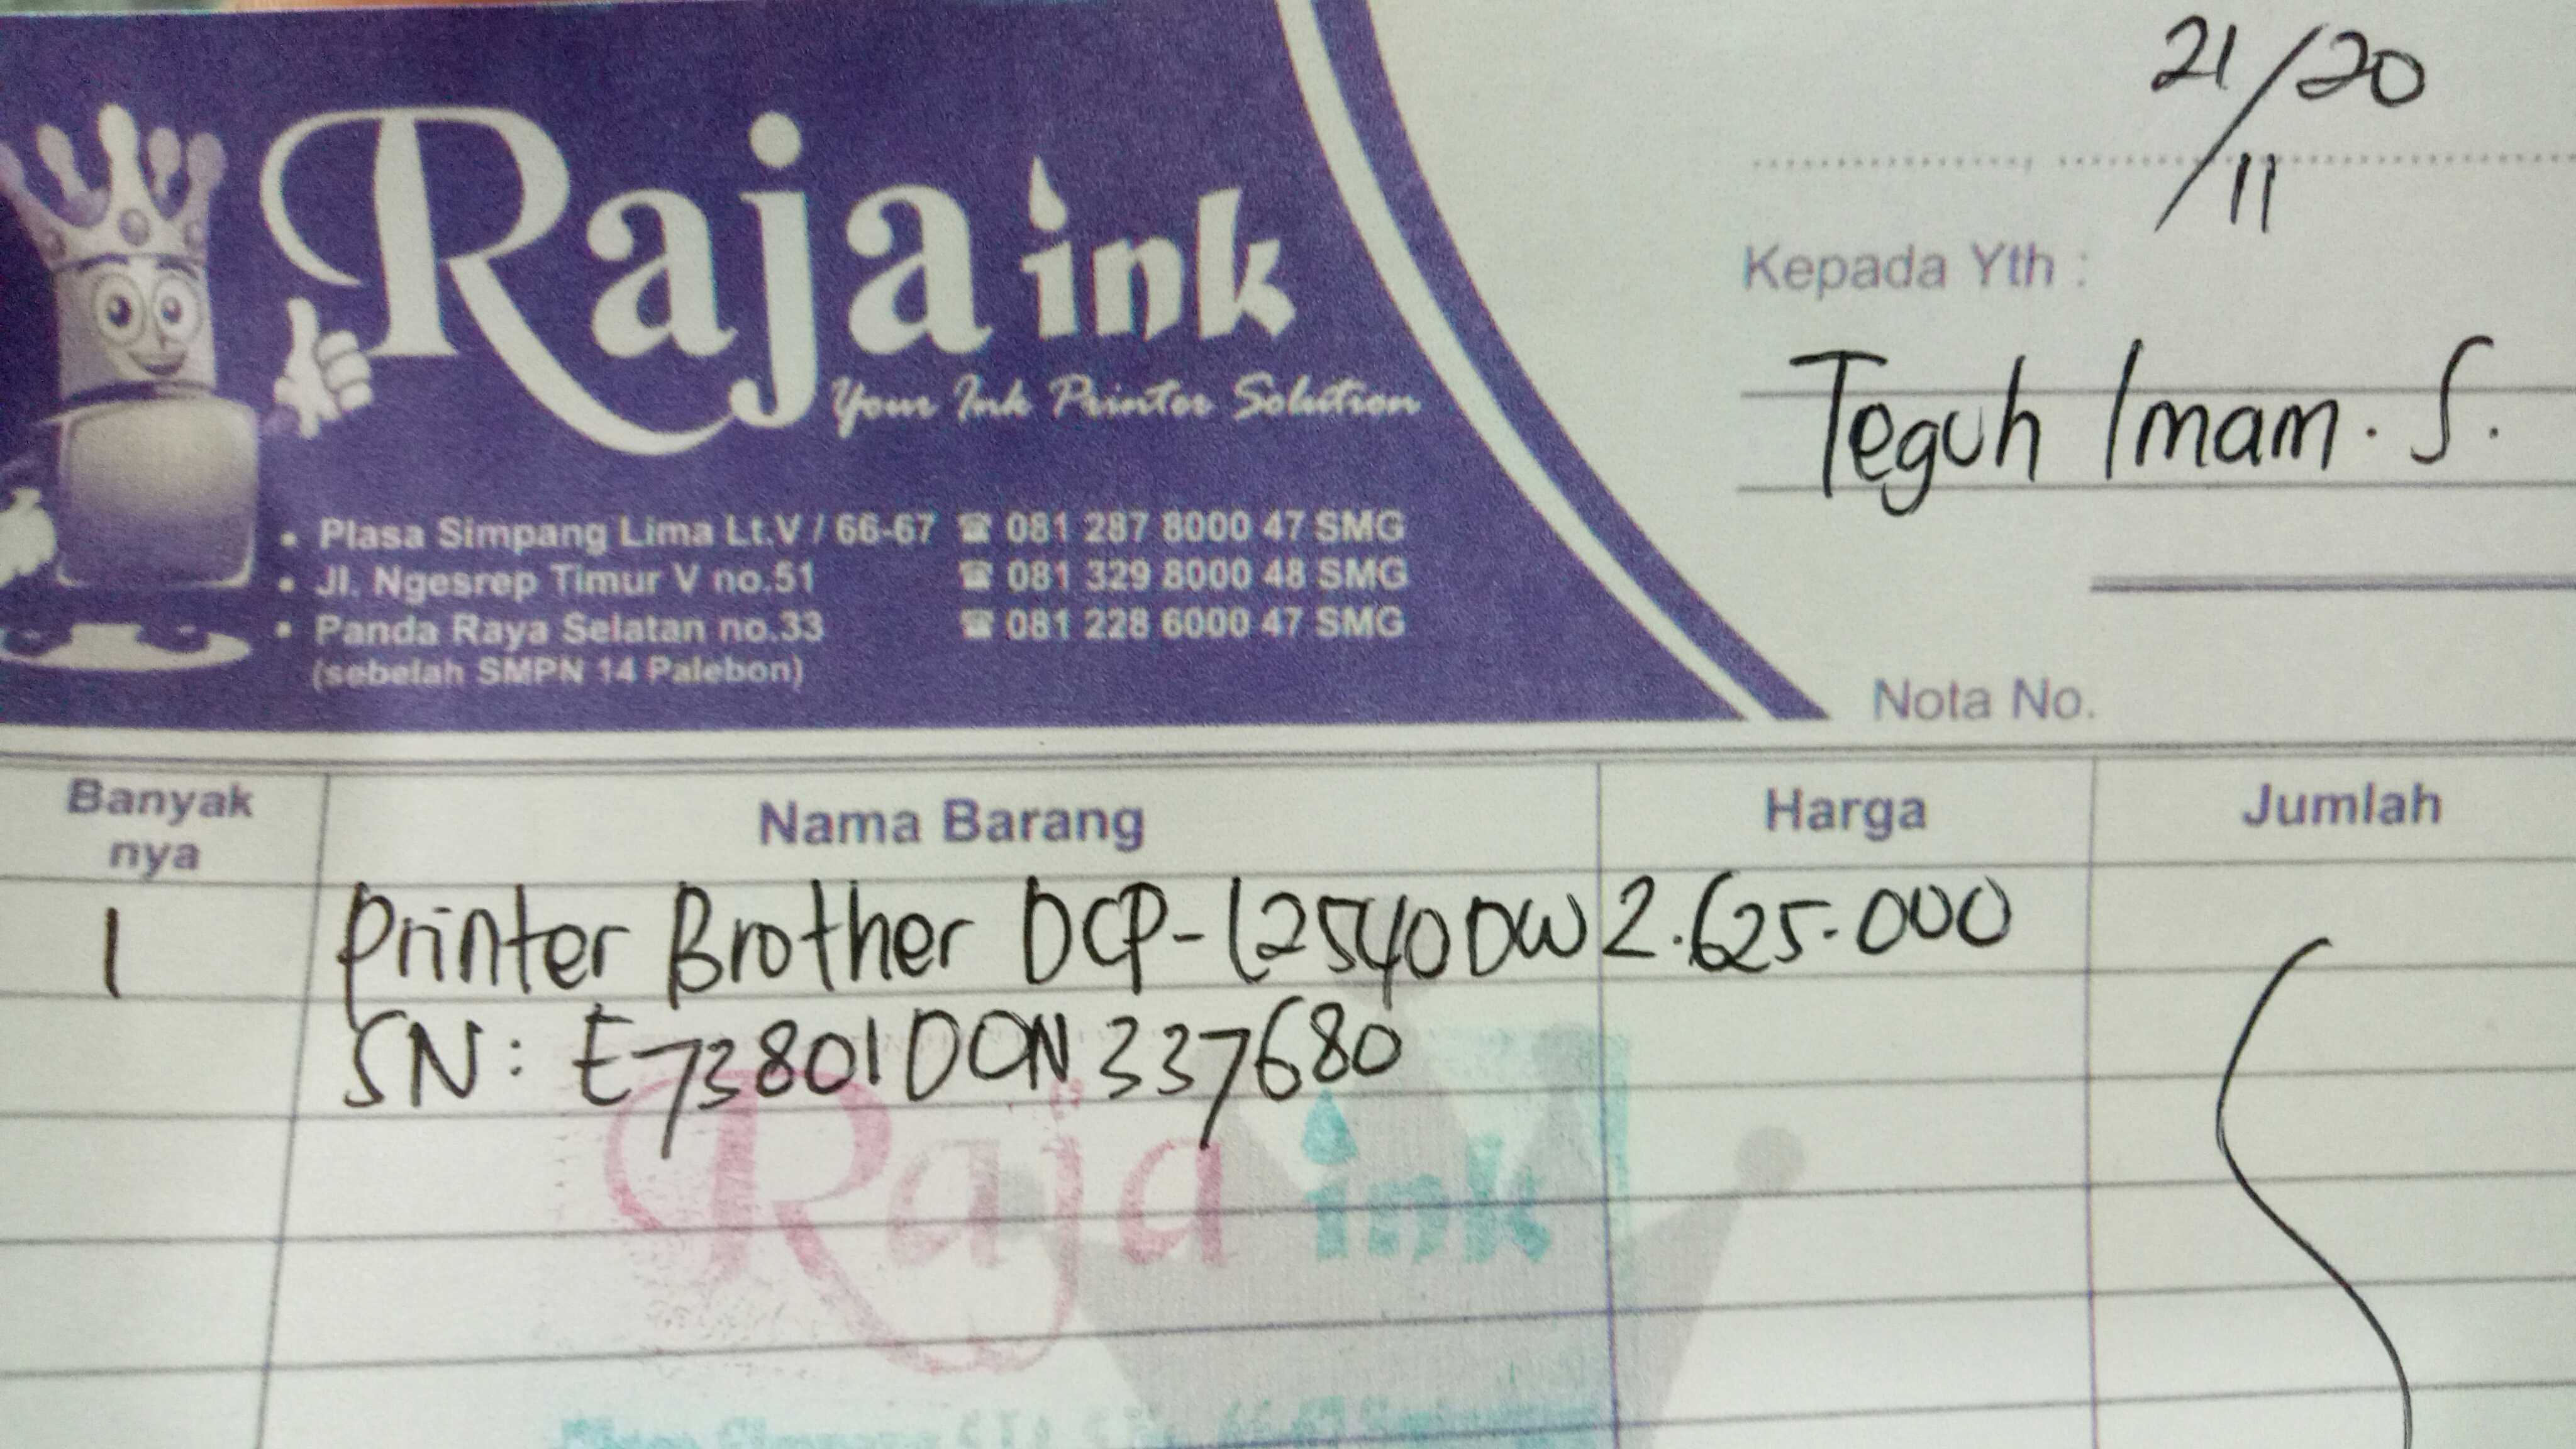 21/20
/11
Raja ink
Your Ink Printer Solution
• Plasa Simpang Lima Lt.V / 66-67 ☎ 081 287 8000 47 SMG
• Jl. Ngesrep Timur V no.51 ☎ 081 329 8000 48 SMG
• Panda Raya Selatan no.33 ☎ 081 228 6000 47 SMG
(sebelah SMPN 14 Palebon)
Kepada Yth :
Teguh Imam. S.
Nota No.
Banyak nya Nama Barang Harga Jumlah
1 Printer Brother DCP-L2540DW 2.625.000
SN: E73801D0N337680
Raja ink